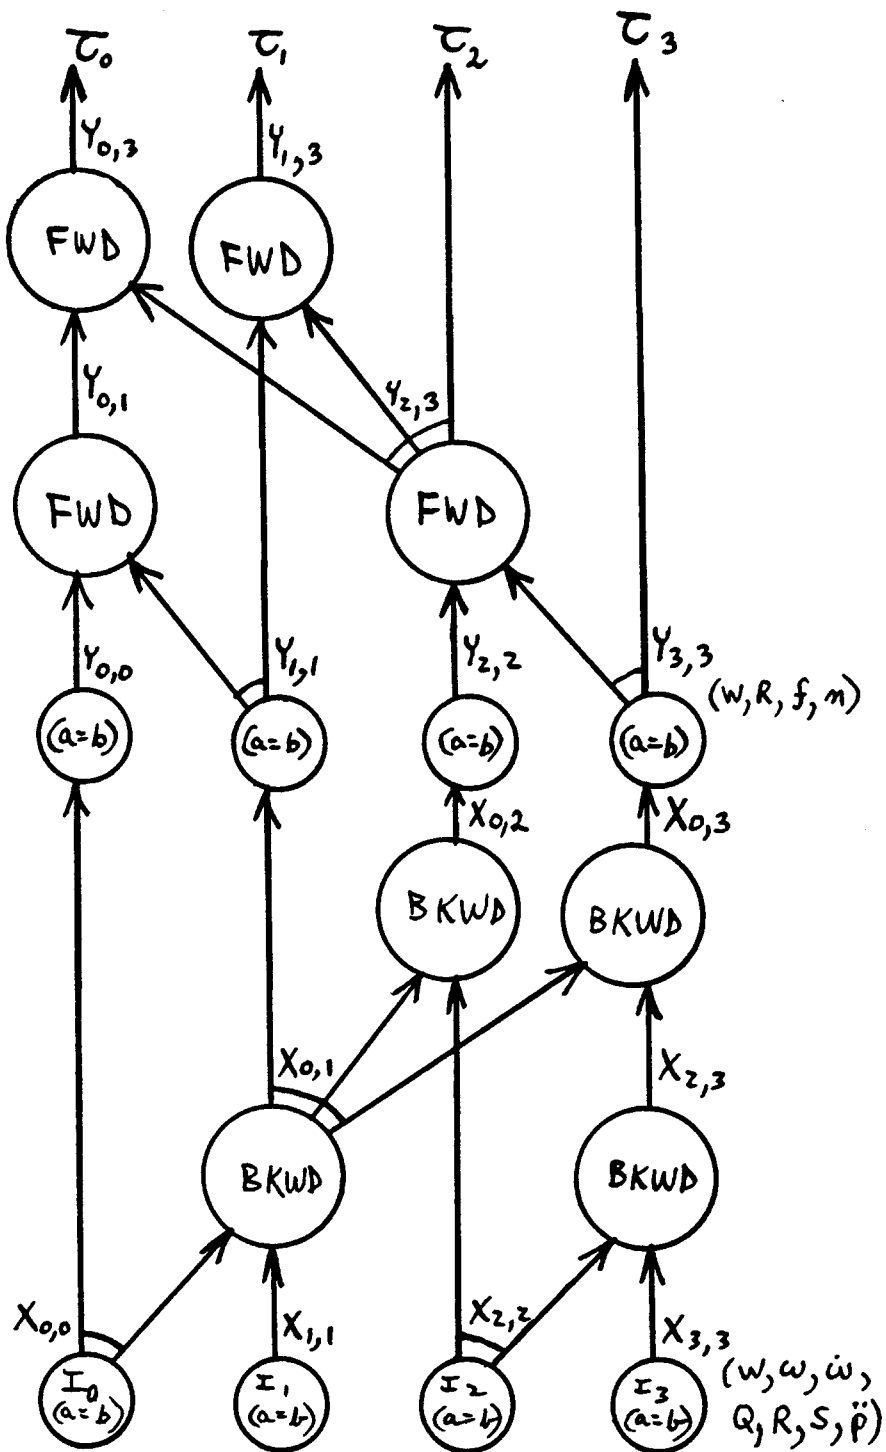 τ₀ τ₁ τ₂ τ₃
Y₀,₃ Y₁,₃
FWD FWD
Y₀,₁ Y₂,₃
FWD FWD
Y₀,₀ Y₁,₁ Y₂,₂ Y₃,₃
(W, R, f, n)
(a=b) (a=b) (a=b) (a=b)
X₀,₂ X₀,₃
BKWD BKWD
X₀,₁ X₂,₃
BKWD BKWD
X₀,₀ X₁,₁ X₂,₂ X₃,₃
I₀ I₁ I₂ I₃ (W, ω, ω̇,
(a=b) (a=b) (a=b) (a=b) Q, R, S, p̈)